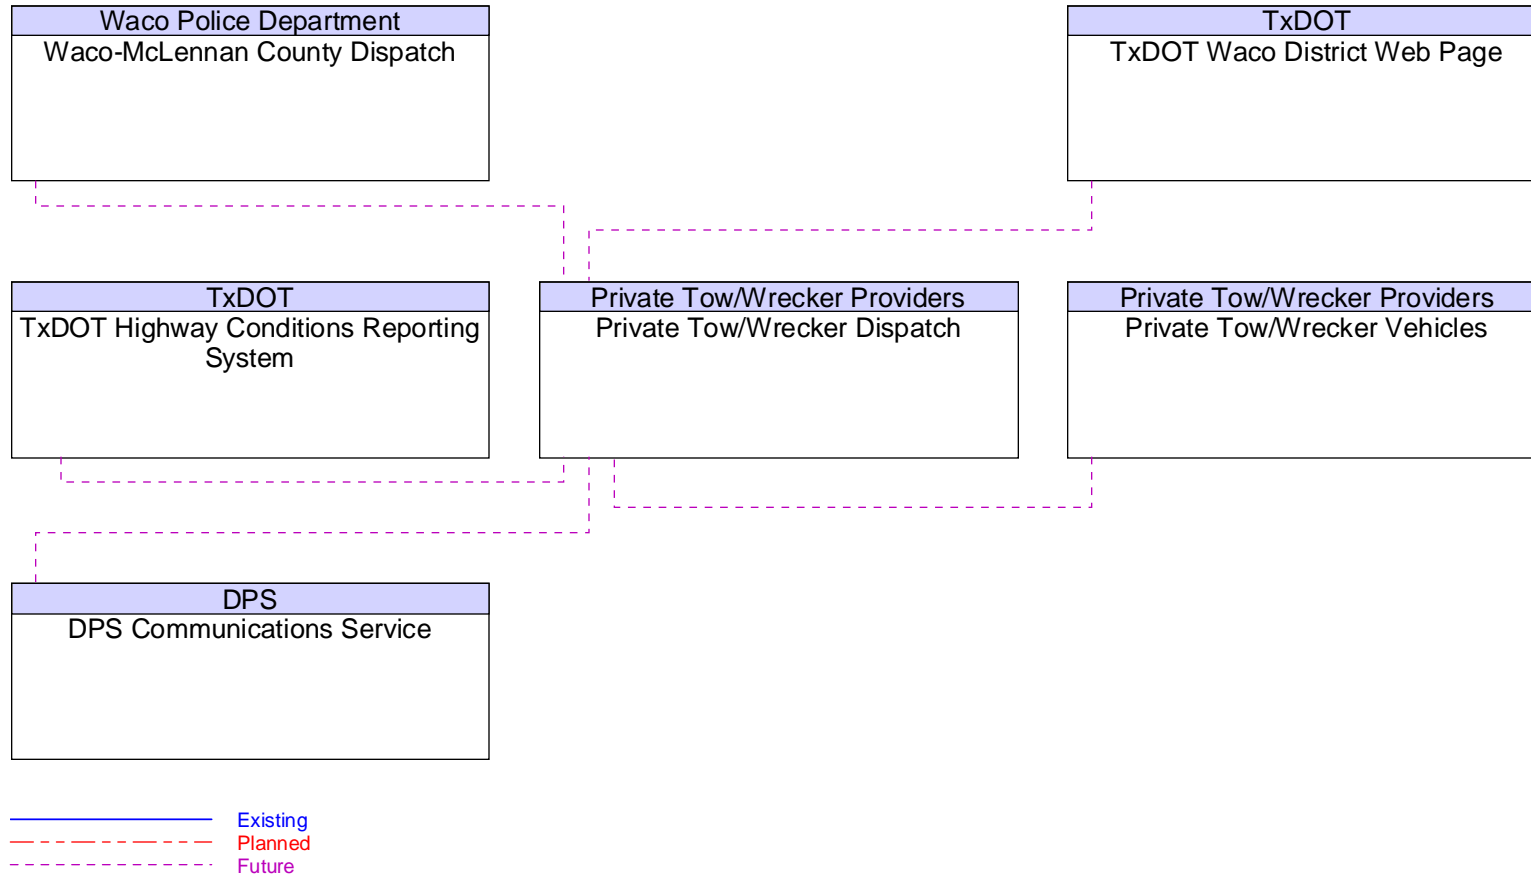 Waco Police Department
Waco-McLennan County Dispatch
TxDOT
TxDOT Waco District Web Page
TxDOT
TxDOT Highway Conditions Reporting
System
Private Tow/Wrecker Providers
Private Tow/Wrecker Dispatch
Private Tow/Wrecker Providers
Private Tow/Wrecker Vehicles
DPS
DPS Communications Service
Existing
Planned
Future